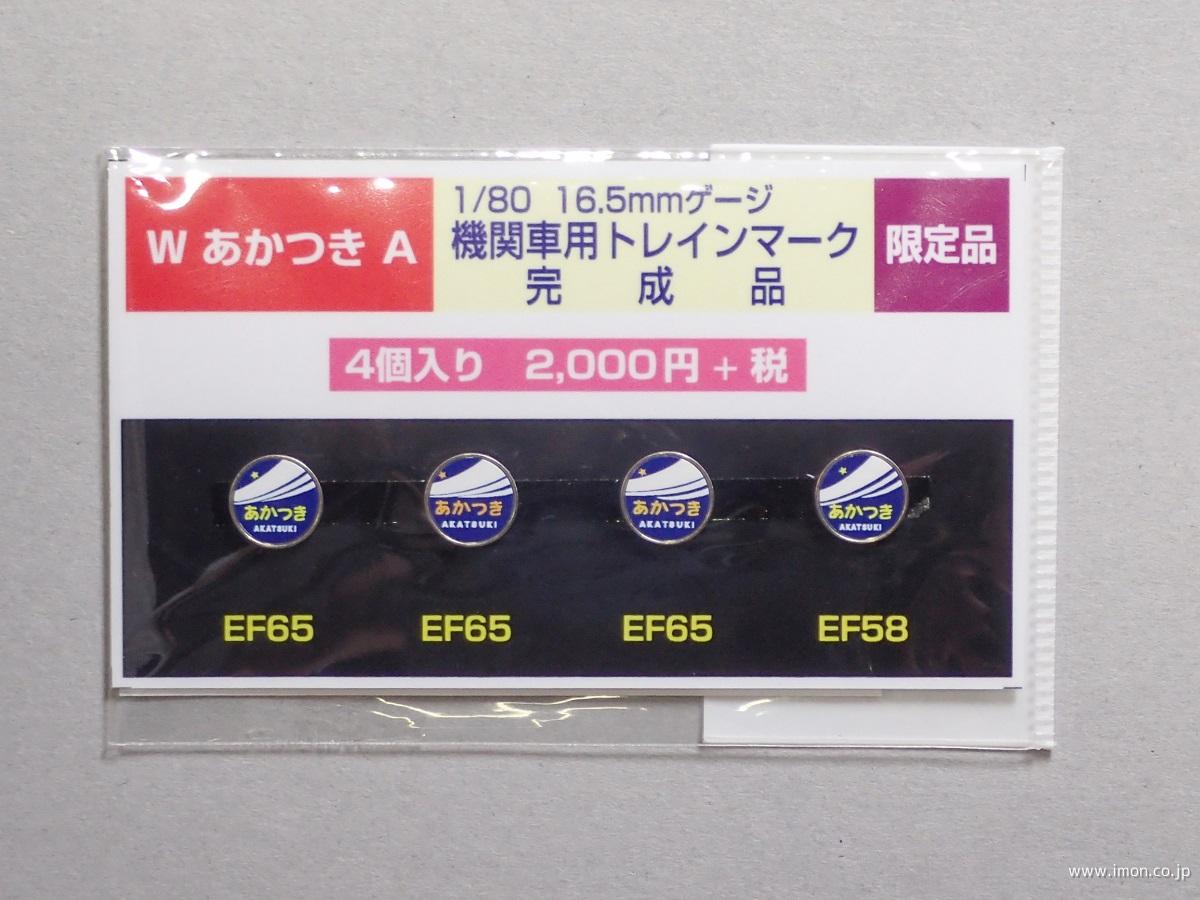 W あかつき A
1/80 16.5mmゲージ
機関車用トレインマーク
完成品
限定品
4個入り 2,000円+税
あかつき
AKATSUKI
あかつき
AKATSUKI
あかつき
AKATSUKI
あかつき
AKATSUKI
EF65
EF65
EF65
EF58
www.imon.co.jp